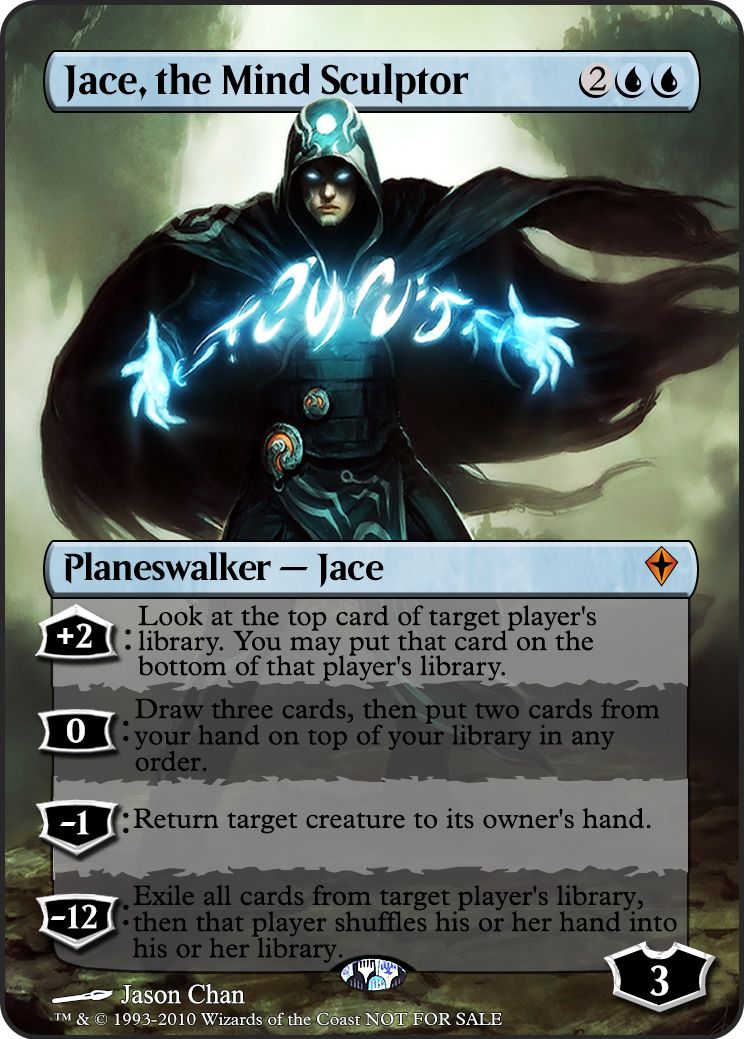 Jace, the Mind Sculptor 2
Planeswalker — Jace
+2 : Look at the top card of target player's
library. You may put that card on the
bottom of that player's library.
0 : Draw three cards, then put two cards from
your hand on top of your library in any
order.
-1 : Return target creature to its owner's hand.
-12 : Exile all cards from target player's library,
then that player shuffles his or her hand into
his or her library.
3
Jason Chan
™ & © 1993-2010 Wizards of the Coast NOT FOR SALE